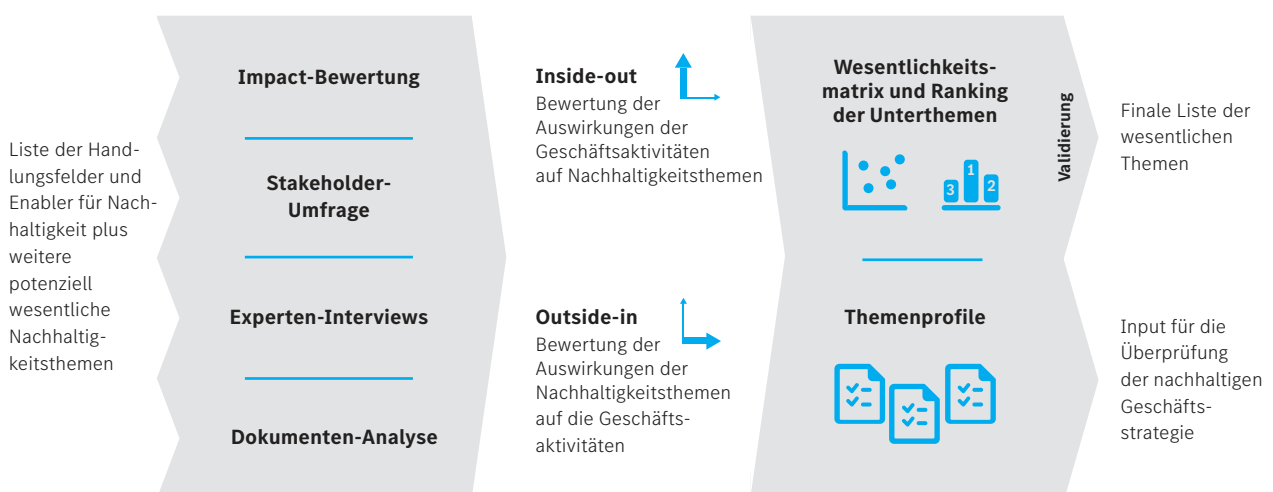 Liste der Hand-
lungsfelder und
Enabler für Nach-
haltigkeit plus
weitere
potenziell
wesentliche
Nachhaltig-
keitsthemen
Impact-Bewertung
Stakeholder-
Umfrage
Experten-Interviews
Dokumenten-Analyse
Inside-out
Bewertung der
Auswirkungen der
Geschäftsaktivitäten
auf Nachhaltigkeitsthemen
Outside-in
Bewertung der
Auswirkungen der
Nachhaltigkeitsthemen
auf die Geschäfts-
aktivitäten
Wesentlichkeits-
matrix und Ranking
der Unterthemen
3
1
2
Themenprofile
Validierung
Finale Liste der
wesentlichen
Themen
Input für die
Überprüfung
der nachhaltigen
Geschäfts-
strategie